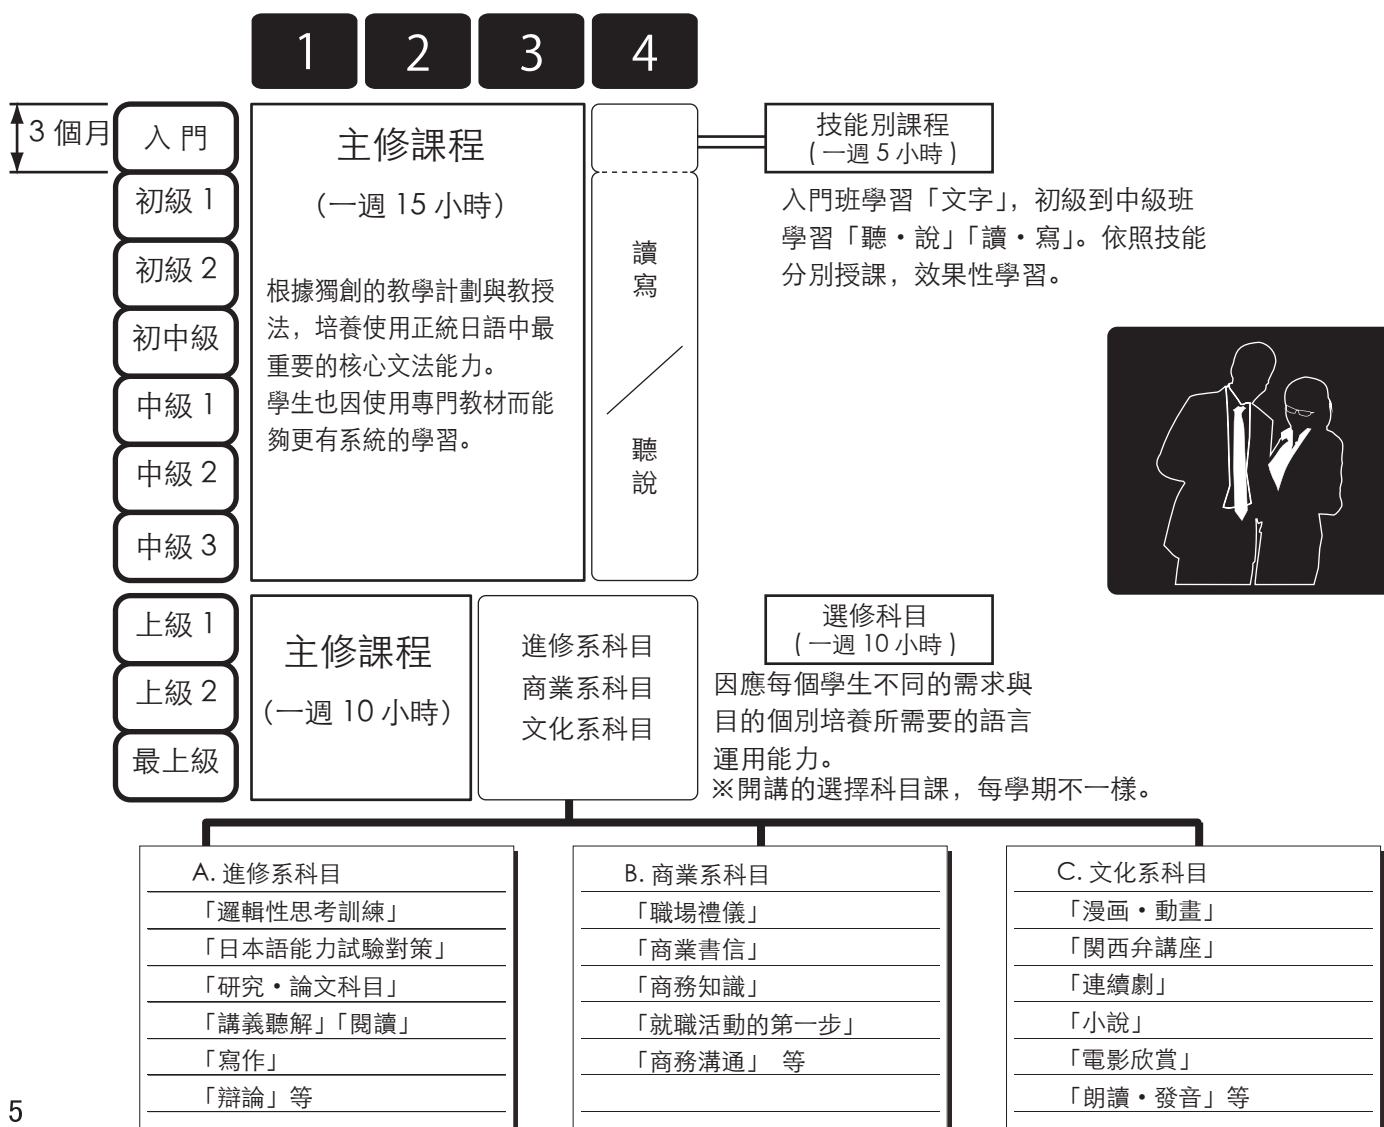 1 2 3 4
3 個月
入 門
初級 1
初級 2
初中級
中級 1
中級 2
中級 3
主修課程
(一週 15 小時)
根據獨創的教學計劃與教授
法，培養使用正統日語中最
重要的核心文法能力。
學生也因使用專門教材而能
夠更有系統的學習。
讀寫
／
聽說
技能別課程
( 一週 5 小時 )
入門班學習「文字」，初級到中級班
學習「聽・說」「讀・寫」。依照技能
分別授課，效果性學習。
上級 1
上級 2
最上級
主修課程
(一週 10 小時)
進修系科目
商業系科目
文化系科目
選修科目
( 一週 10 小時 )
因應每個學生不同的需求與
目的個別培養所需要的語言
運用能力。
※開講的選擇科目課，每學期不一樣。
A. 進修系科目
「邏輯性思考訓練」
「日本語能力試驗對策」
「研究・論文科目」
「講義聽解」「閱讀」
「寫作」
「辯論」等
B. 商業系科目
「職場禮儀」
「商業書信」
「商務知識」
「就職活動的第一步」
「商務溝通」 等
C. 文化系科目
「漫画・動畫」
「関西弁講座」
「連續劇」
「小說」
「電影欣賞」
「朗讀・發音」等
5